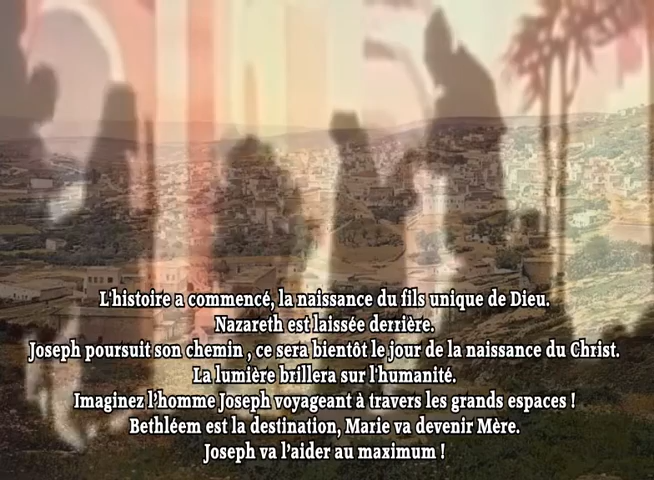 L'histoire a commencé, la naissance du fils unique de Dieu.
Nazareth est laissée derrière.
Joseph poursuit son chemin , ce sera bientôt le jour de la naissance du Christ.
La lumière brillera sur l'humanité.
Imaginez l'homme Joseph voyageant à travers les grands espaces !
Bethléem est la destination, Marie va devenir Mère.
Joseph va l'aider au maximum !